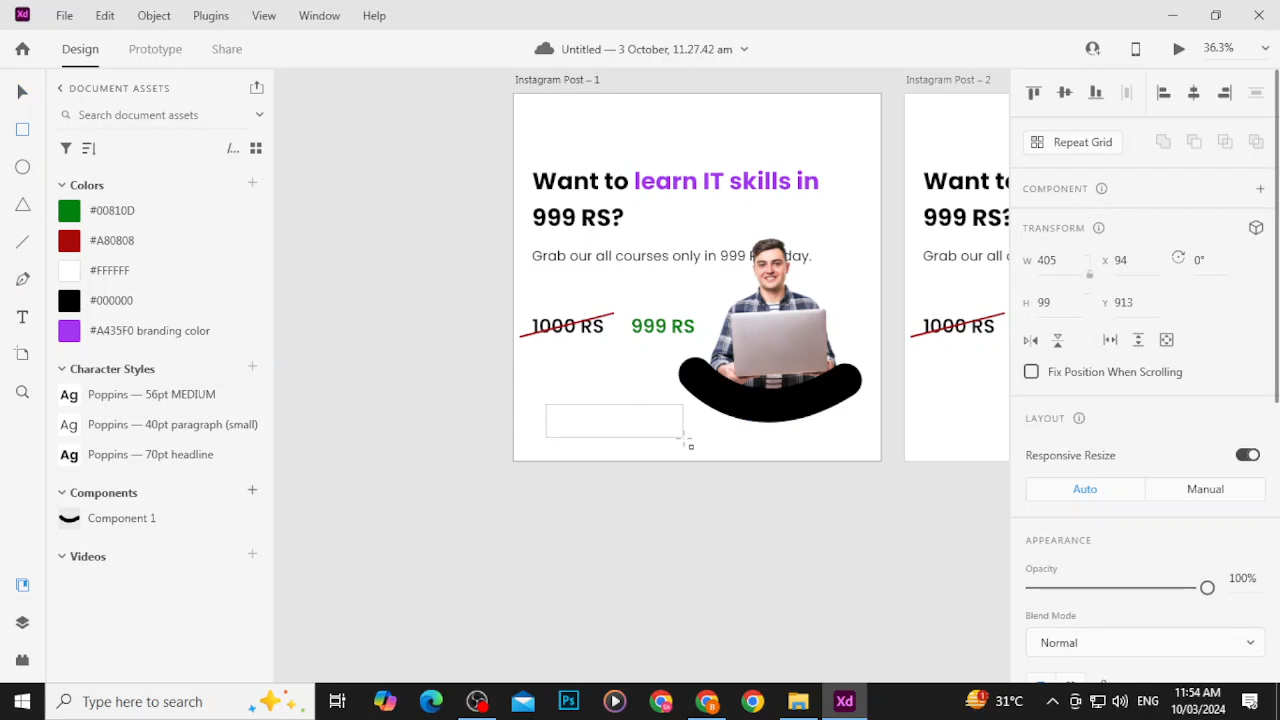 Xd File Edit Object Plugins View Window Help
Design Prototype Share Untitled — 3 October, 11.27.42 am 36.3%
DOCUMENT ASSETS
Search document assets
/...
Colors
#00810D
#A80808
#FFFFFF
#000000
#A435F0 branding color
Character Styles
Ag Poppins — 56pt MEDIUM
Ag Poppins — 40pt paragraph (small)
Ag Poppins — 70pt headline
Components
Component 1
Videos
Instagram Post – 1
Want to learn IT skills in
999 RS?
Grab our all courses only in 999 day.
1000 RS 999 RS
Instagram Post – 2
Want to
999 RS?
Grab our all
1000 RS
Repeat Grid
COMPONENT
TRANSFORM
W 405 X 94 0°
H 99 Y 913
Fix Position When Scrolling
LAYOUT
Responsive Resize
Auto Manual
APPEARANCE
Opacity
100%
Blend Mode
Normal
Type here to search
Ps
Xd
1
31°C
ENG
11:54 AM
10/03/2024